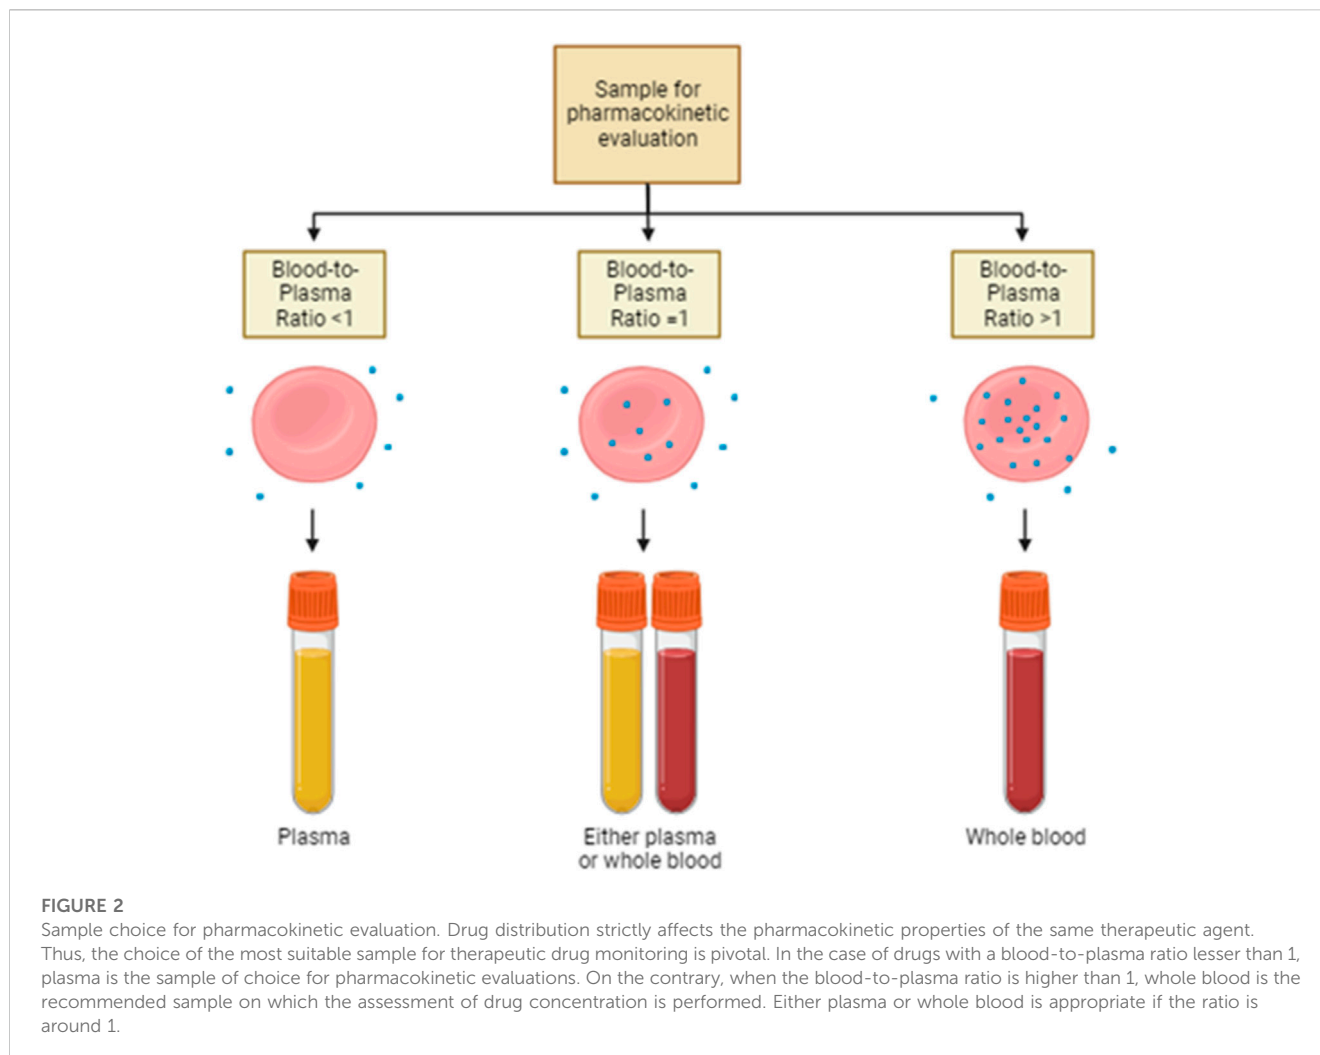 Sample for
pharmacokinetic
evaluation
Blood-to-
Plasma
Ratio <1
Blood-to-
Plasma
Ratio =1
Blood-to-
Plasma
Ratio >1
Plasma
Either plasma
or whole blood
Whole blood
FIGURE 2
Sample choice for pharmacokinetic evaluation. Drug distribution strictly affects the pharmacokinetic properties of the same therapeutic agent.
Thus, the choice of the most suitable sample for therapeutic drug monitoring is pivotal. In the case of drugs with a blood-to-plasma ratio lesser than 1,
plasma is the sample of choice for pharmacokinetic evaluations. On the contrary, when the blood-to-plasma ratio is higher than 1, whole blood is the
recommended sample on which the assessment of drug concentration is performed. Either plasma or whole blood is appropriate if the ratio is
around 1.